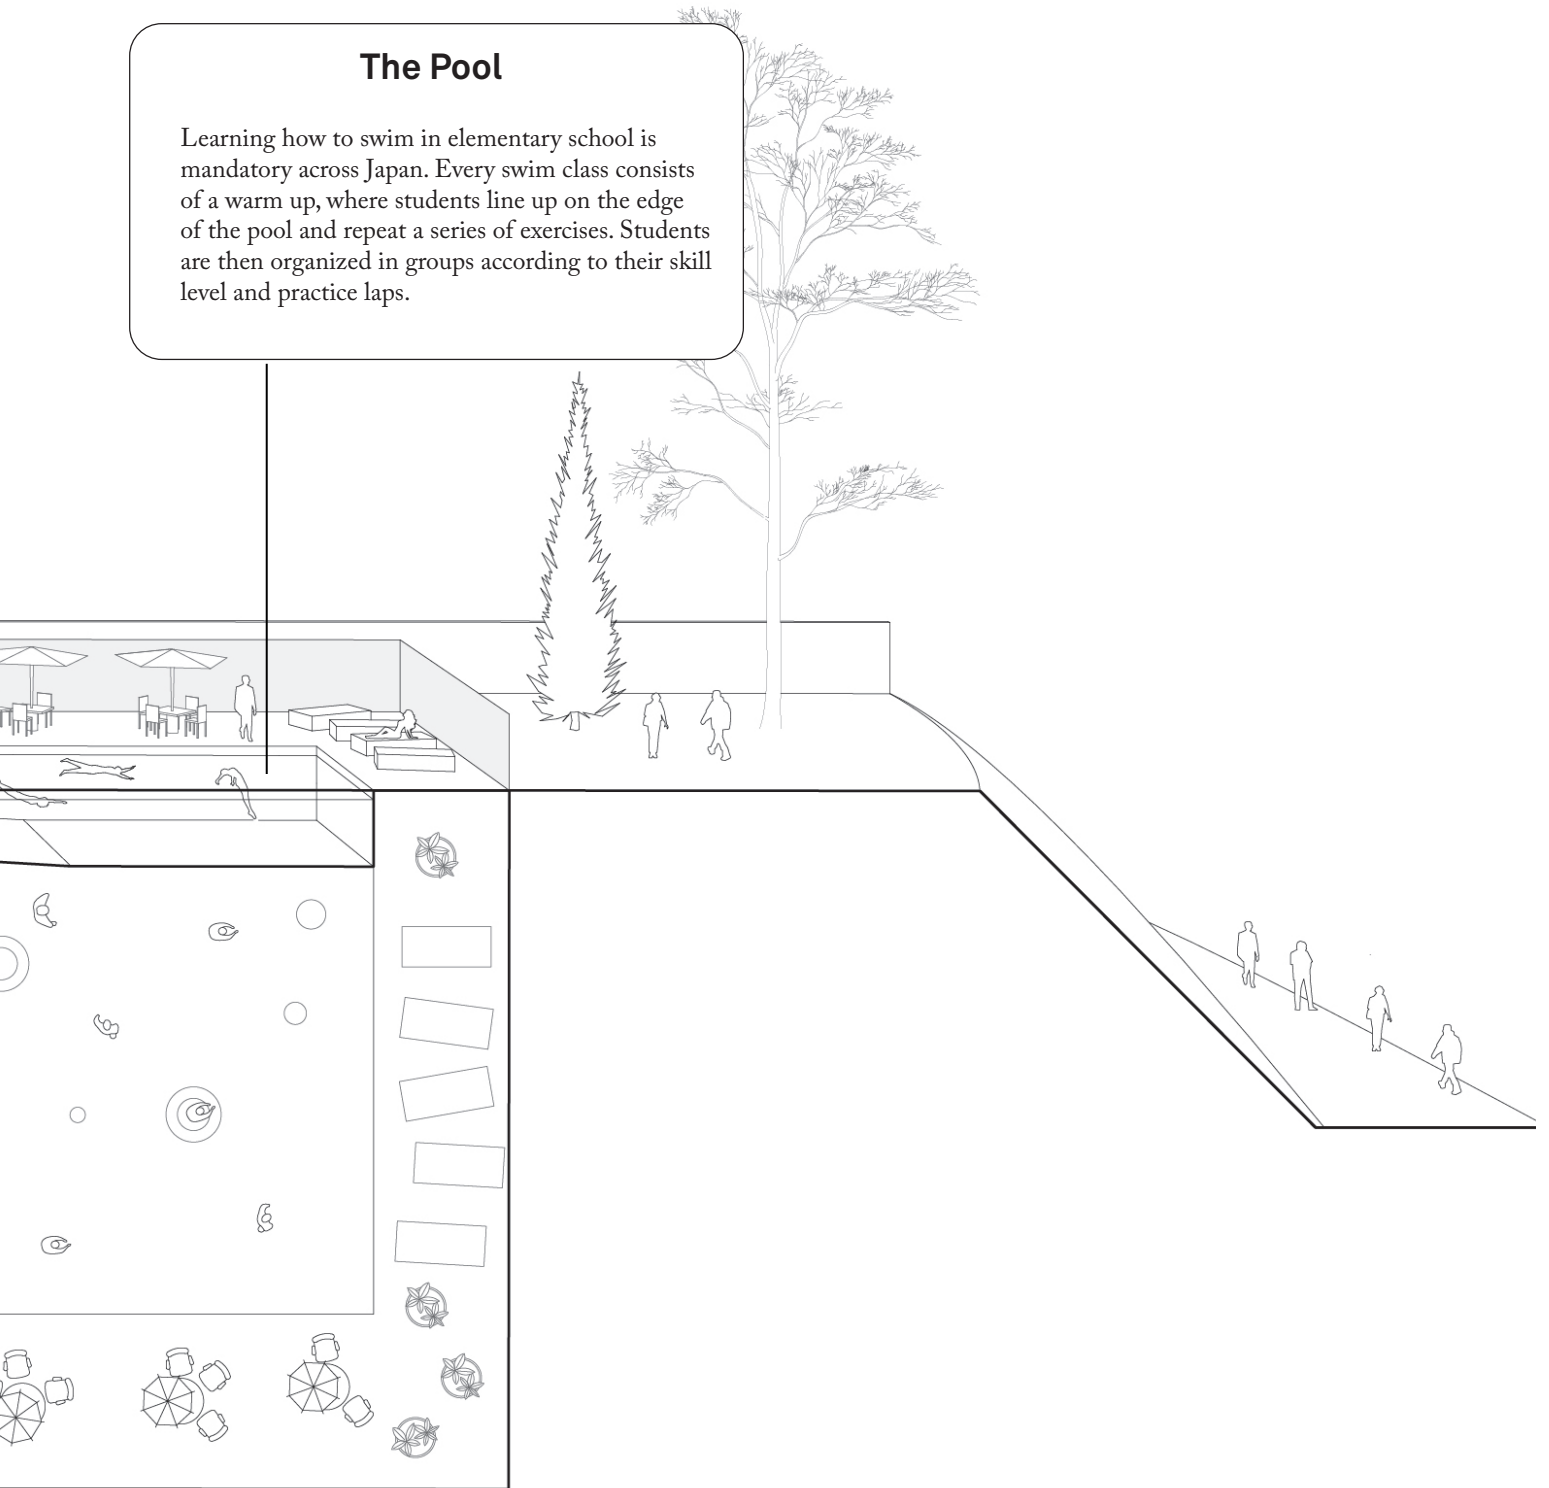 The Pool
Learning how to swim in elementary school is
mandatory across Japan. Every swim class consists
of a warm up, where students line up on the edge
of the pool and repeat a series of exercises. Students
are then organized in groups according to their skill
level and practice laps.